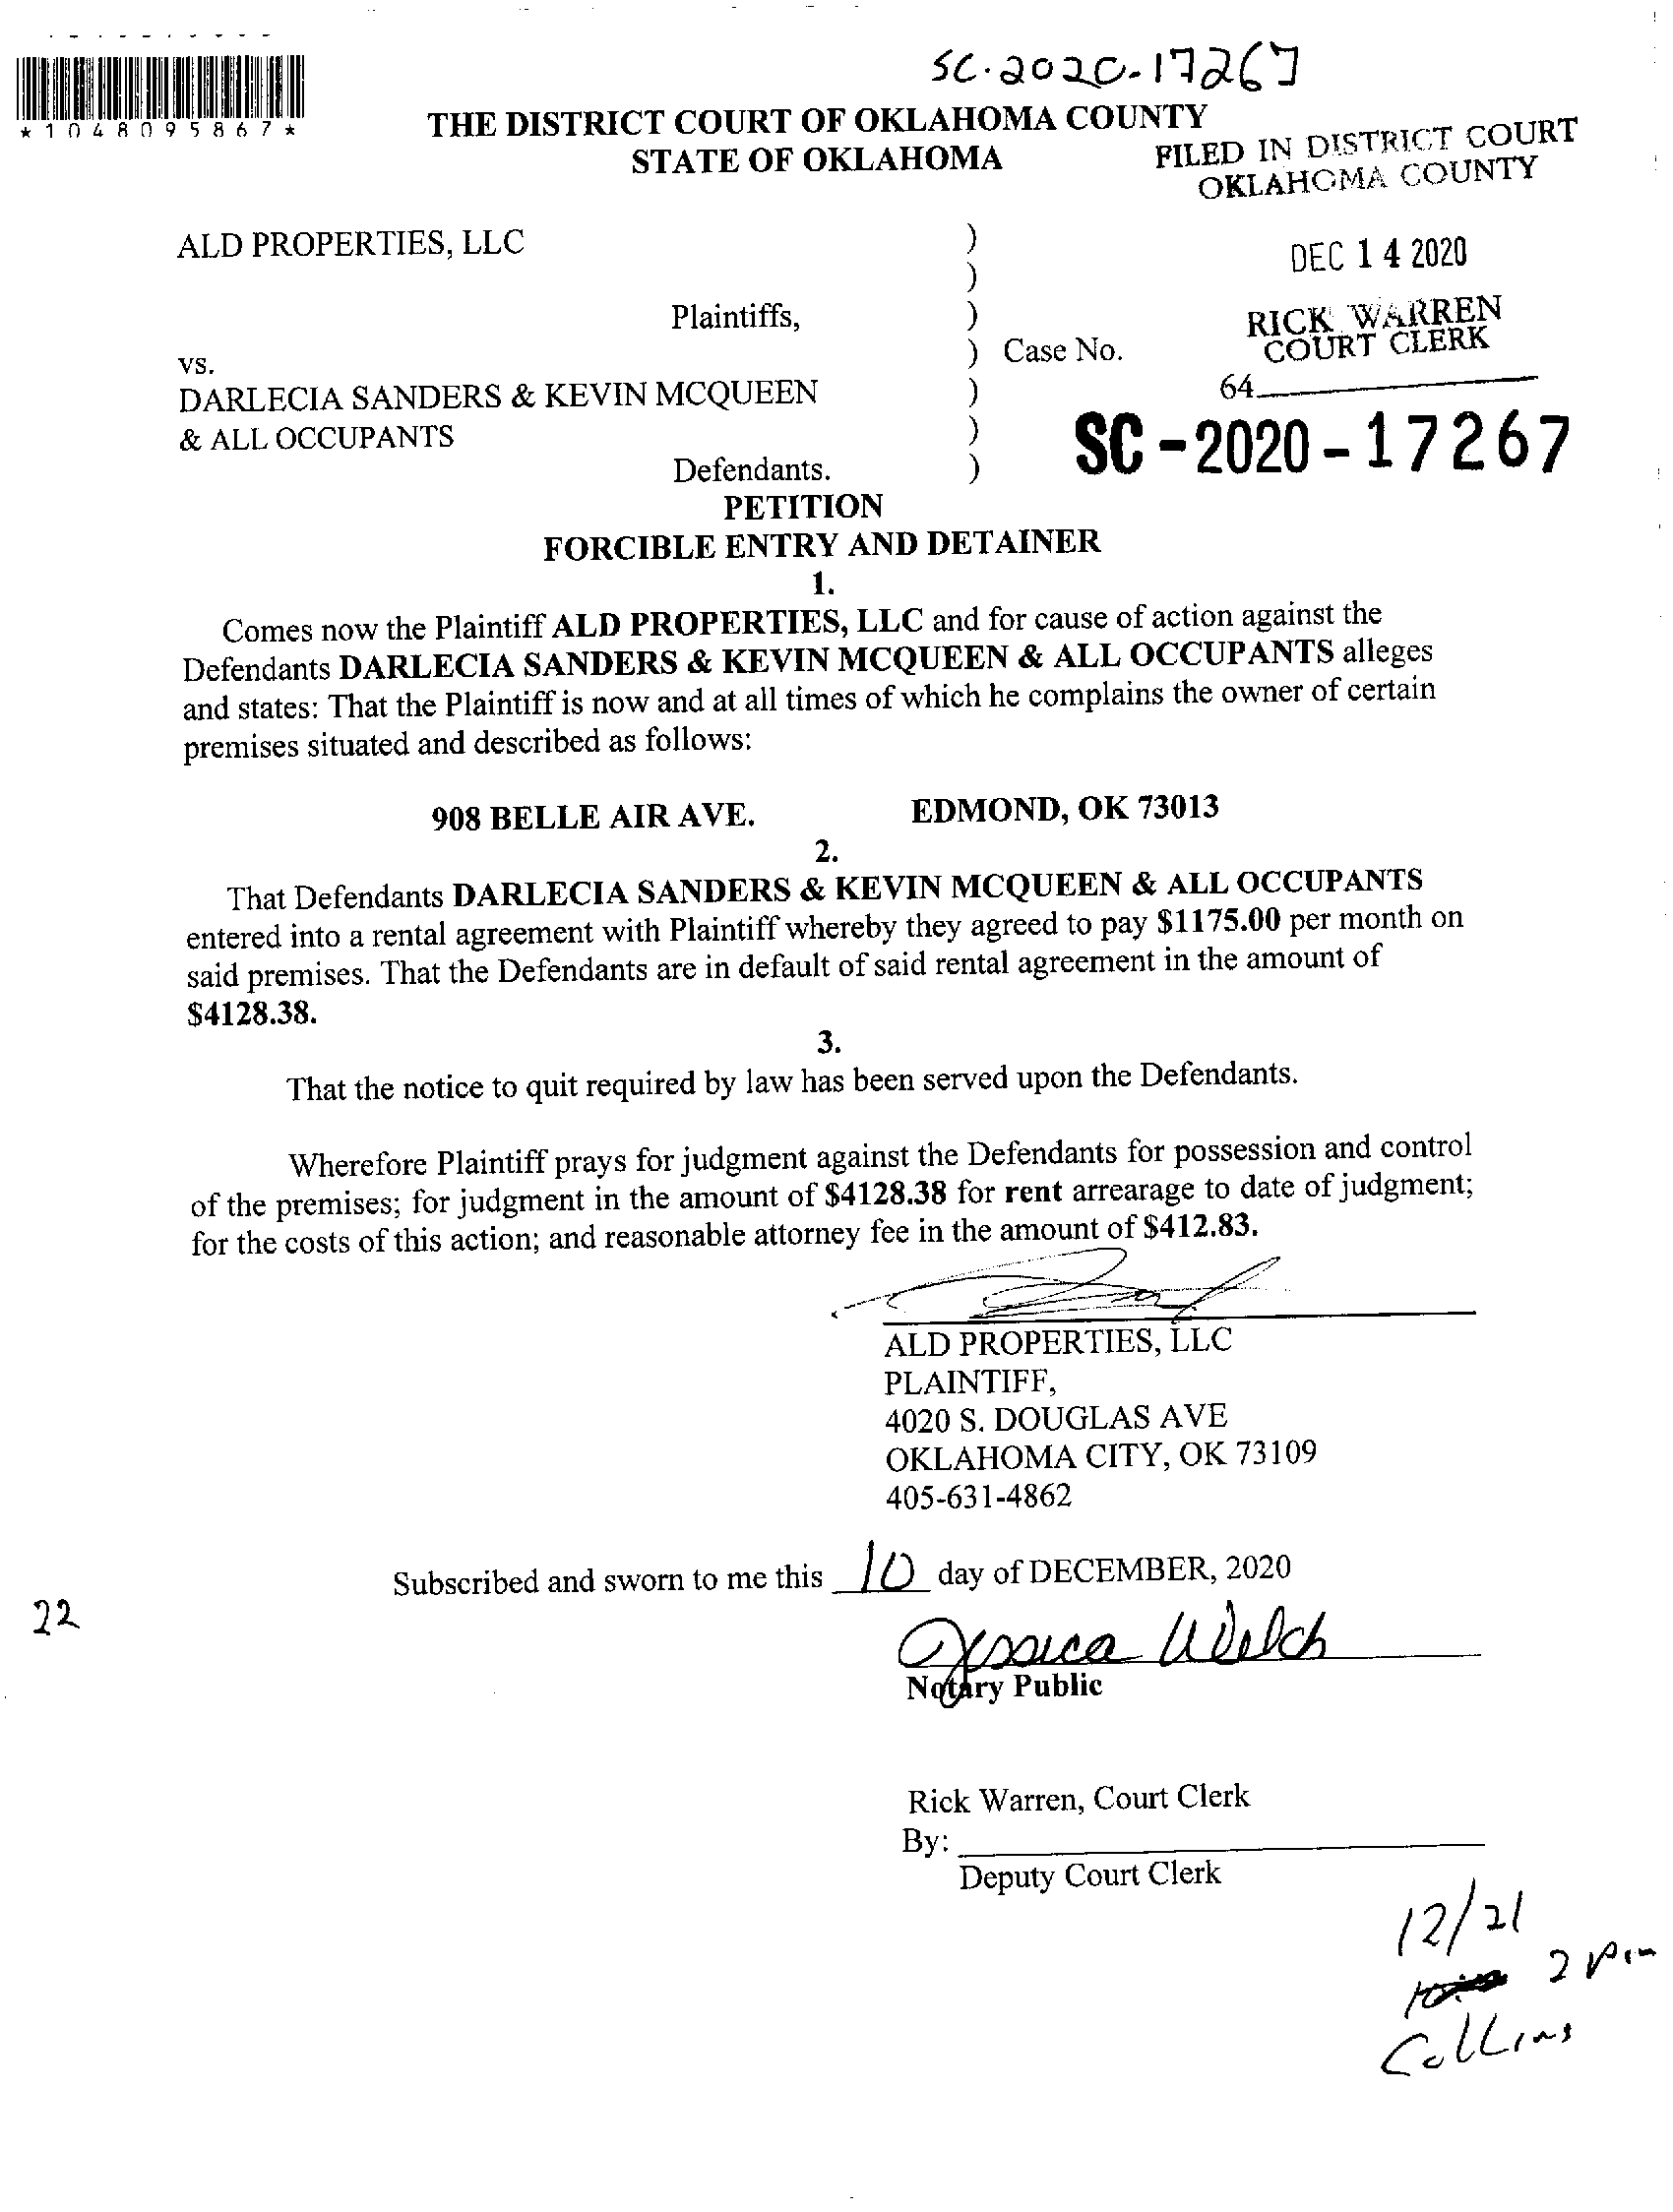 SC-2020-17267
*1048095867*
THE DISTRICT COURT OF OKLAHOMA COUNTY
STATE OF OKLAHOMA
FILED IN DISTRICT COURT
OKLAHOMA COUNTY
ALD PROPERTIES, LLC )
)
DEC 14 2020
Plaintiffs, )
RICK WARREN
COURT CLERK
vs. ) Case No.
64
DARLECIA SANDERS & KEVIN MCQUEEN )
& ALL OCCUPANTS )
SC-2020-17267
Defendants. )
PETITION
FORCIBLE ENTRY AND DETAINER
1.
Comes now the Plaintiff ALD PROPERTIES, LLC and for cause of action against the
Defendants DARLECIA SANDERS & KEVIN MCQUEEN & ALL OCCUPANTS alleges
and states: That the Plaintiff is now and at all times of which he complains the owner of certain
premises situated and described as follows:
908 BELLE AIR AVE. EDMOND, OK 73013
2.
That Defendants DARLECIA SANDERS & KEVIN MCQUEEN & ALL OCCUPANTS
entered into a rental agreement with Plaintiff whereby they agreed to pay $1175.00 per month on
said premises. That the Defendants are in default of said rental agreement in the amount of
$4128.38.
3.
That the notice to quit required by law has been served upon the Defendants.
Wherefore Plaintiff prays for judgment against the Defendants for possession and control
of the premises; for judgment in the amount of $4128.38 for rent arrearage to date of judgment;
for the costs of this action; and reasonable attorney fee in the amount of $412.83.
ALD PROPERTIES, LLC
PLAINTIFF,
4020 S. DOUGLAS AVE
OKLAHOMA CITY, OK 73109
405-631-4862
Subscribed and sworn to me this 10 day of DECEMBER, 2020
22
Jessica Welch
Notary Public
Rick Warren, Court Clerk
By:
Deputy Court Clerk
12/21
2 pm
Collins